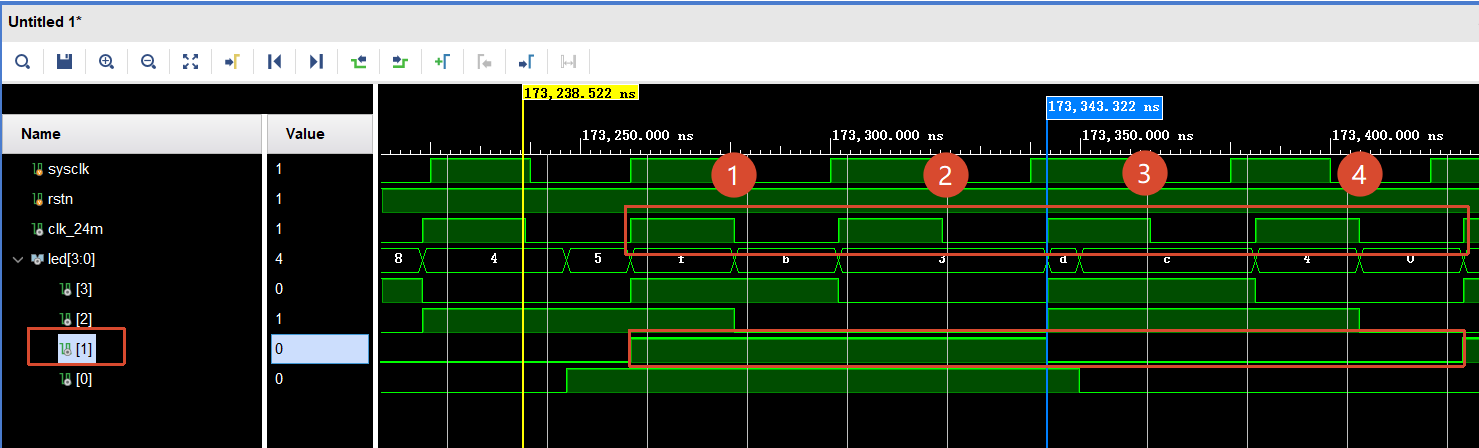 Untitled 1*
173,238.522 ns
173,343.322 ns
Name Value
173,250.000 ns 173,300.000 ns 173,350.000 ns 173,400.000 ns
sysclk 1
1 2 3 4
rstn 1
clk_24m 1
led[3:0] 4 8 4 5 f b 3 d c 4 0
[3] 0
[2] 1
[1] 0
[0] 0